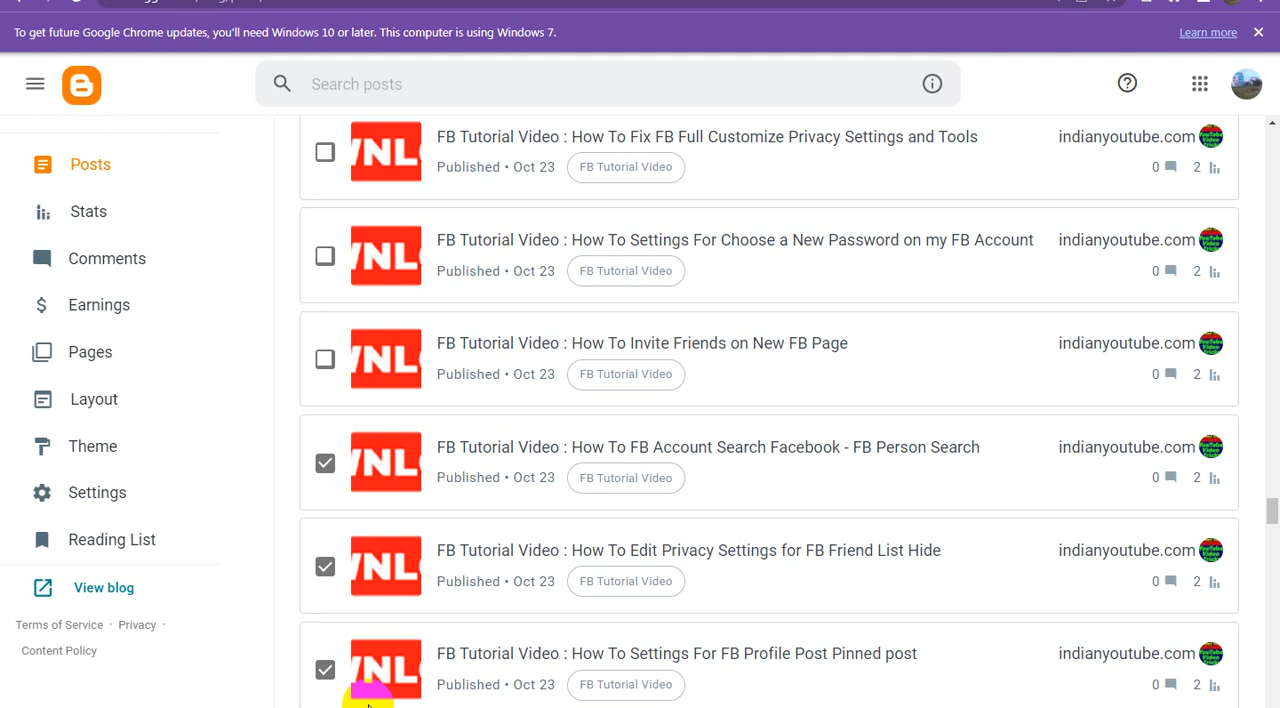 To get future Google Chrome updates, you'll need Windows 10 or later. This computer is using Windows 7.
Learn more
Search posts
Posts
Stats
Comments
Earnings
Pages
Layout
Theme
Settings
Reading List
View blog
Terms of Service · Privacy ·
Content Policy
FB Tutorial Video : How To Fix FB Full Customize Privacy Settings and Tools
indianyoutube.com
Published • Oct 23 FB Tutorial Video
0 2
FB Tutorial Video : How To Settings For Choose a New Password on my FB Account
indianyoutube.com
Published • Oct 23 FB Tutorial Video
0 2
FB Tutorial Video : How To Invite Friends on New FB Page
indianyoutube.com
Published • Oct 23 FB Tutorial Video
0 2
FB Tutorial Video : How To FB Account Search Facebook - FB Person Search
indianyoutube.com
Published • Oct 23 FB Tutorial Video
0 2
FB Tutorial Video : How To Edit Privacy Settings for FB Friend List Hide
indianyoutube.com
Published • Oct 23 FB Tutorial Video
0 2
FB Tutorial Video : How To Settings For FB Profile Post Pinned post
indianyoutube.com
Published • Oct 23 FB Tutorial Video
0 2